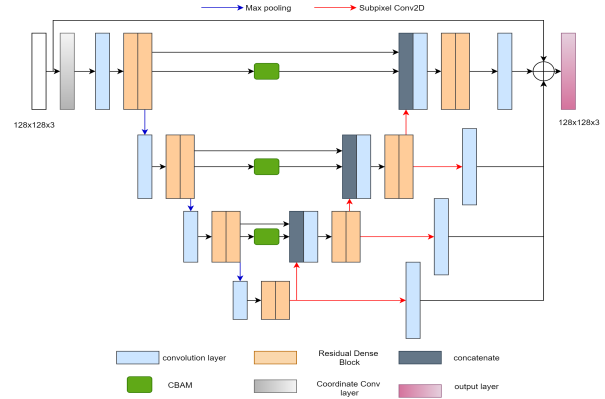 Max pooling
Subpixel Conv2D
128x128x3
128x128x3
convolution layer
Residual Dense
Block
concatenate
CBAM
Coordinate Conv
layer
output layer